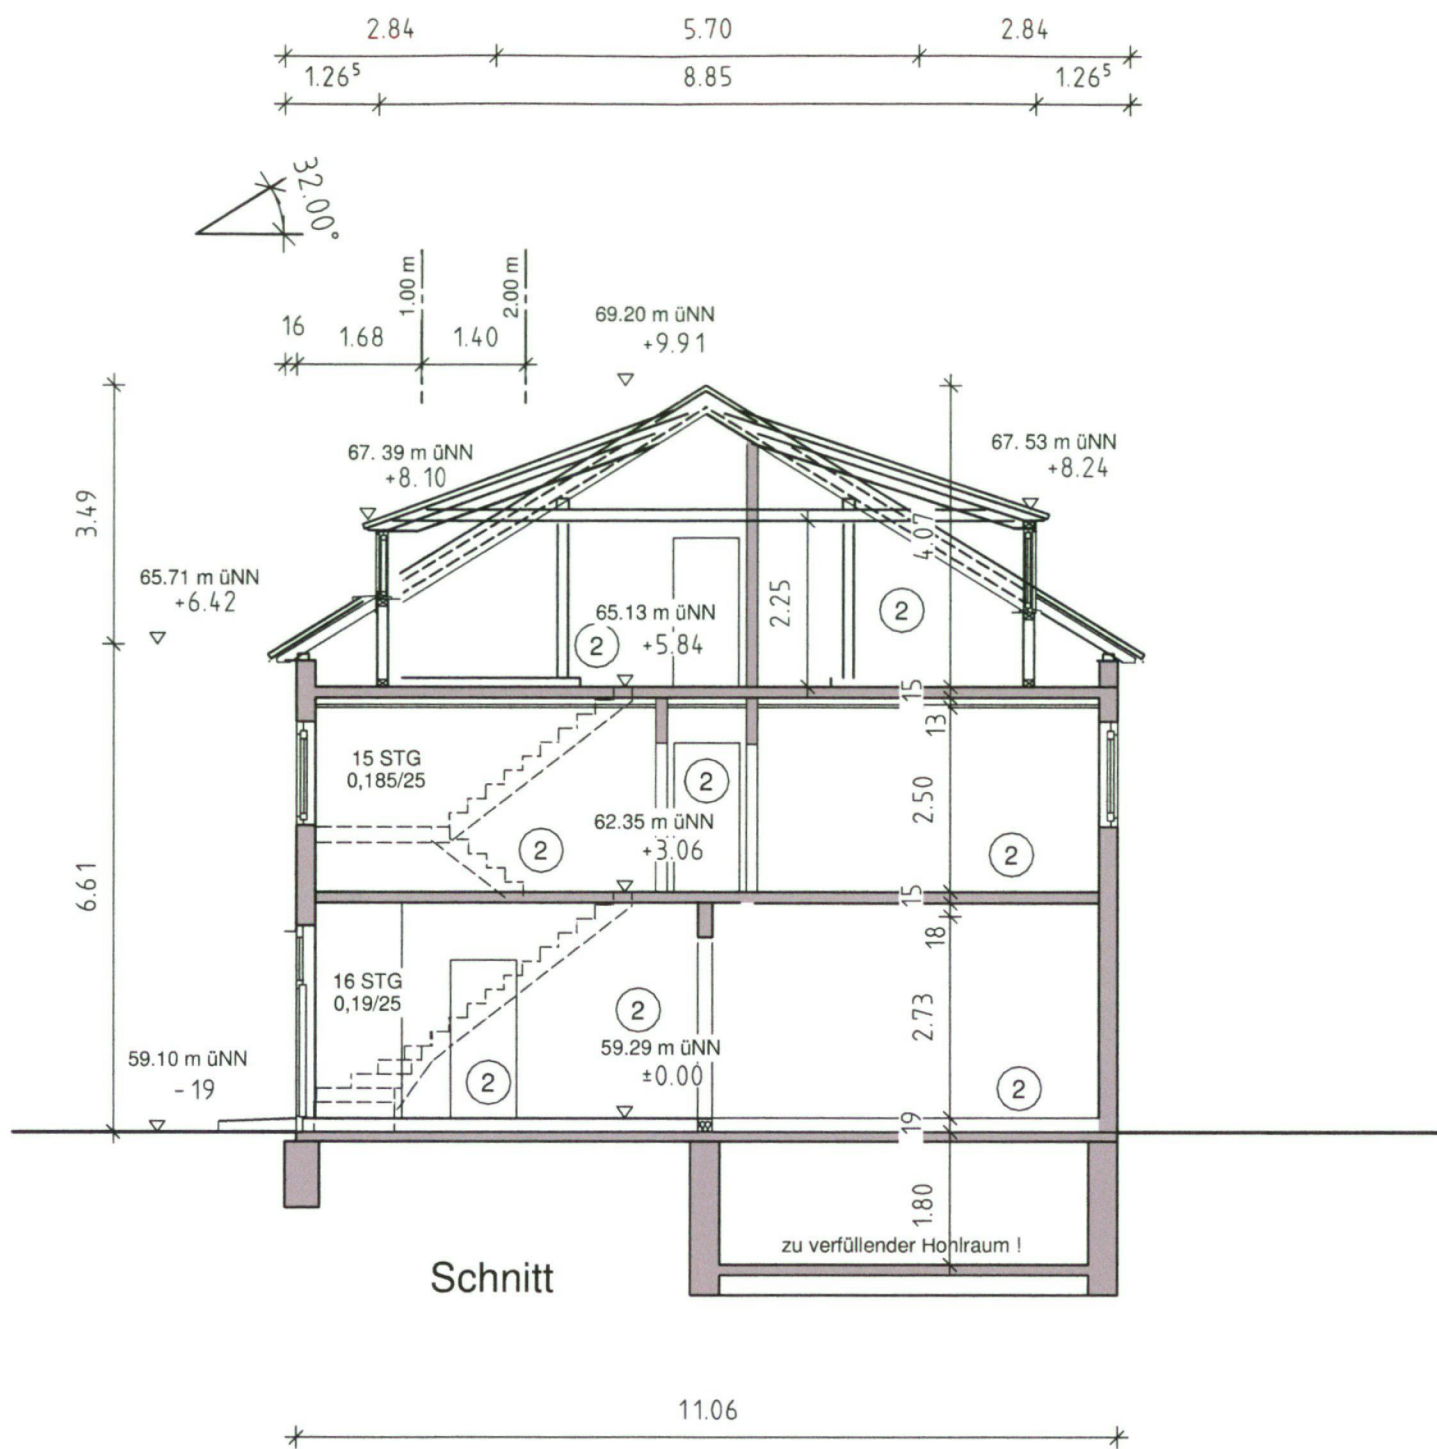 2.84 5.70 2.84
1.26⁵ 8.85 1.26⁵
32.00°
1.00 m
2.00 m
16 1.68 1.40
69.20 m üNN
+9.91
67. 39 m üNN
+8.10
67. 53 m üNN
+8.24
3.49
4.07
65.71 m üNN
+6.42
2.25
65.13 m üNN
+5.84
2
2
15
13
15 STG
0,185/25
2
2.50
62.35 m üNN
+3.06
2
2
6.61
15
18
16 STG
0,19/25
2
2.73
59.10 m üNN
-19
59.29 m üNN
±0.00
2
2
19
1.80
zu verfüllender Hohlraum !
Schnitt
11.06